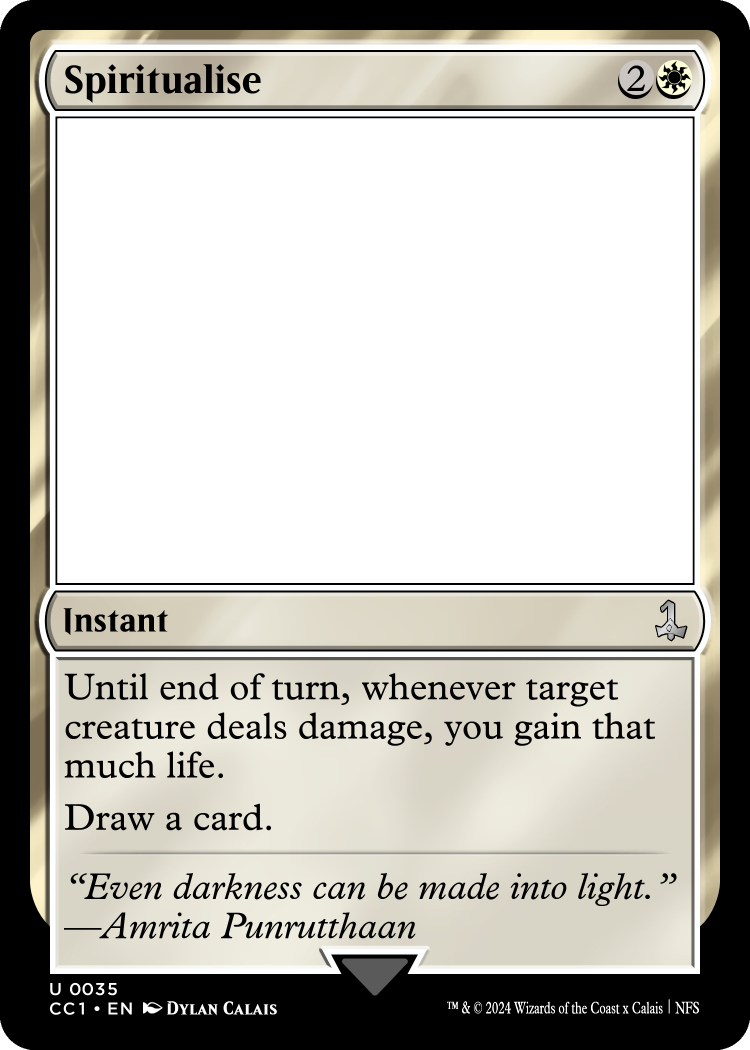 Spiritualise 2
Instant
Until end of turn, whenever target
creature deals damage, you gain that
much life.
Draw a card.
“Even darkness can be made into light.”
—Amrita Punrutthaan
U 0035
CC1 • EN Dylan Calais
™ & © 2024 Wizards of the Coast x Calais | NFS